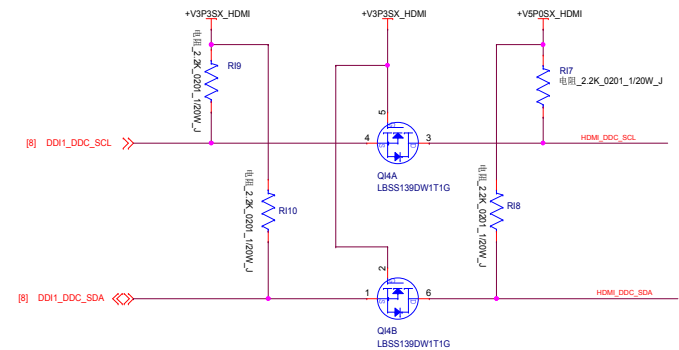 +V3P3SX_HDMI
+V3P3SX_HDMI
+V5P0SX_HDMI
RI9
电阻_2.2K_0201_1/20W_J
RI7
电阻_2.2K_0201_1/20W_J
5
G
[8] DDI1_DDC_SCL
4
S
D
3
HDMI_DDC_SCL
QI4A
LBSS139DW1T1G
RI10
电阻_2.2K_0201_1/20W_J
RI8
电阻_2.2K_0201_1/20W_J
2
G
[8] DDI1_DDC_SDA
1
S
D
6
HDMI_DDC_SDA
QI4B
LBSS139DW1T1G